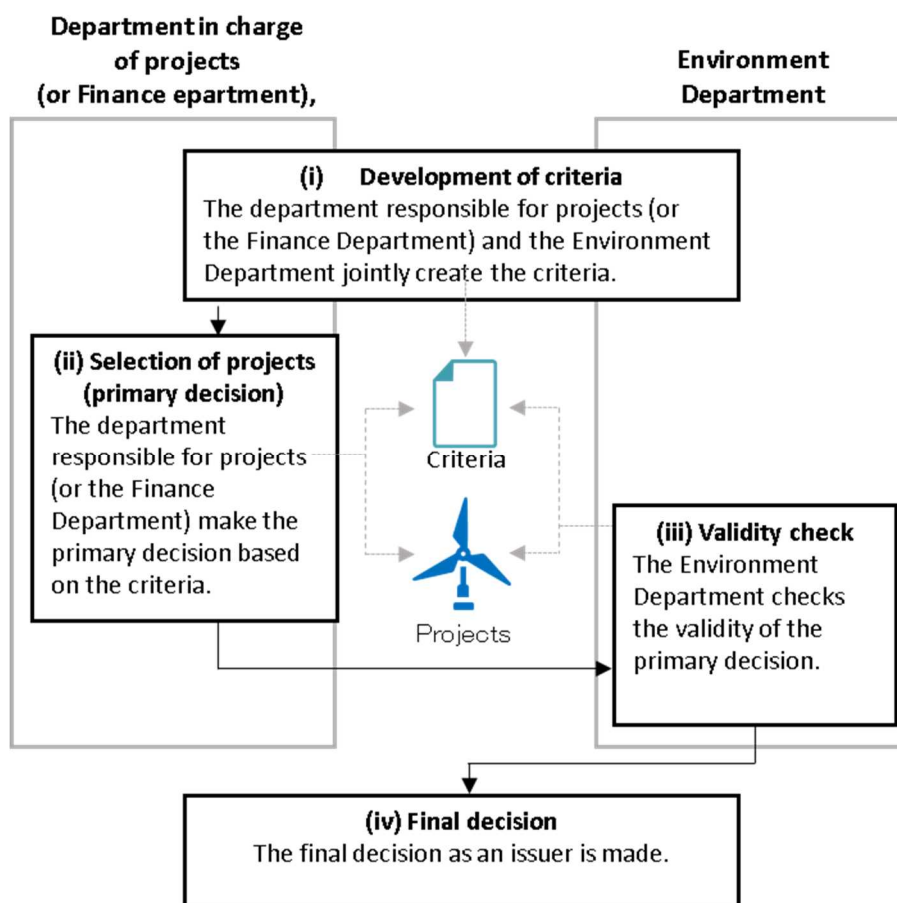 Department in charge
of projects
(or Finance epartment),
Environment
Department
(i) Development of criteria
The department responsible for projects (or
the Finance Department) and the Environment
Department jointly create the criteria.
(ii) Selection of projects
(primary decision)
The department
responsible for projects
(or the Finance
Department) make the
primary decision based
on the criteria.
Criteria
Projects
(iii) Validity check
The Environment
Department checks
the validity of the
primary decision.
(iv) Final decision
The final decision as an issuer is made.